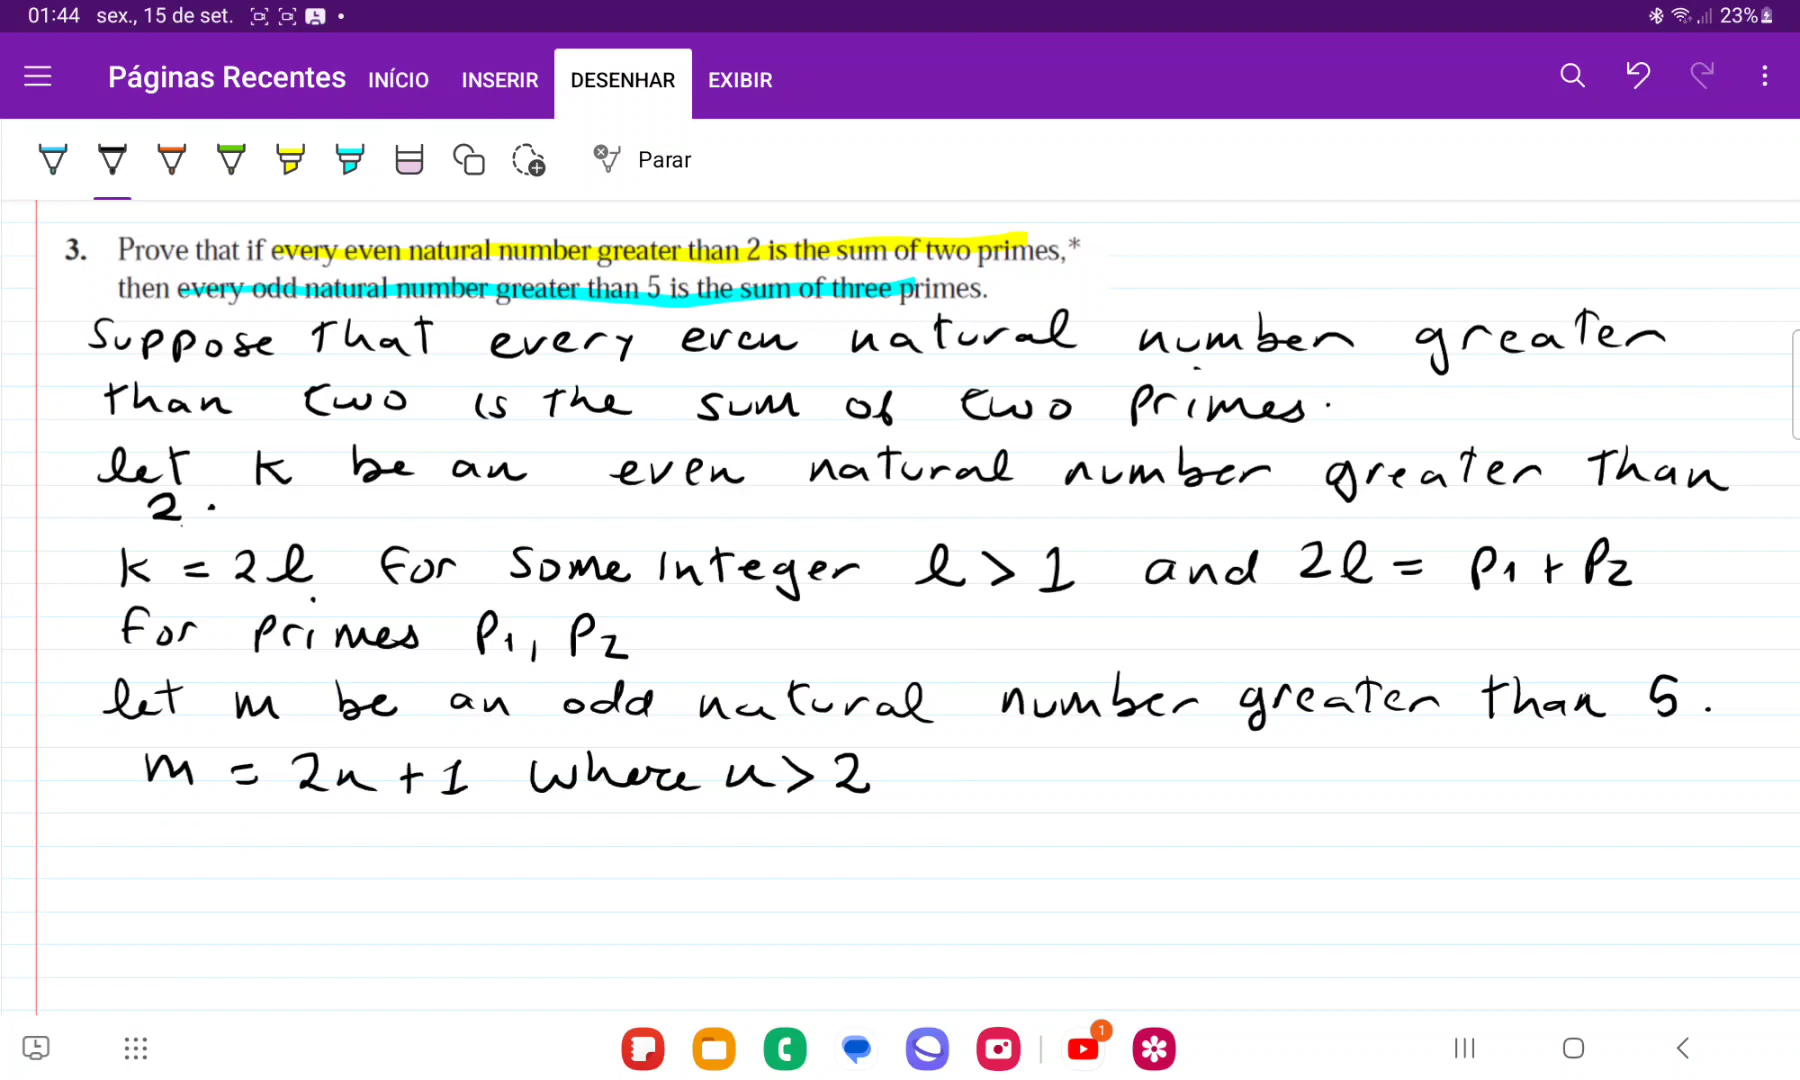 01:44 sex., 15 de set. 23%
Páginas Recentes INÍCIO INSERIR DESENHAR EXIBIR
Parar
3. Prove that if every even natural number greater than 2 is the sum of two primes,*
then every odd natural number greater than 5 is the sum of three primes.
Suppose that every even natural number greater
than two is the sum of two primes.
let k be an even natural number greater than
2.
k = 2l for some integer l > 1 and 2l = P1 + P2
for primes P1, P2
let m be an odd natural number greater than 5.
m = 2n + 1 where n > 2
1